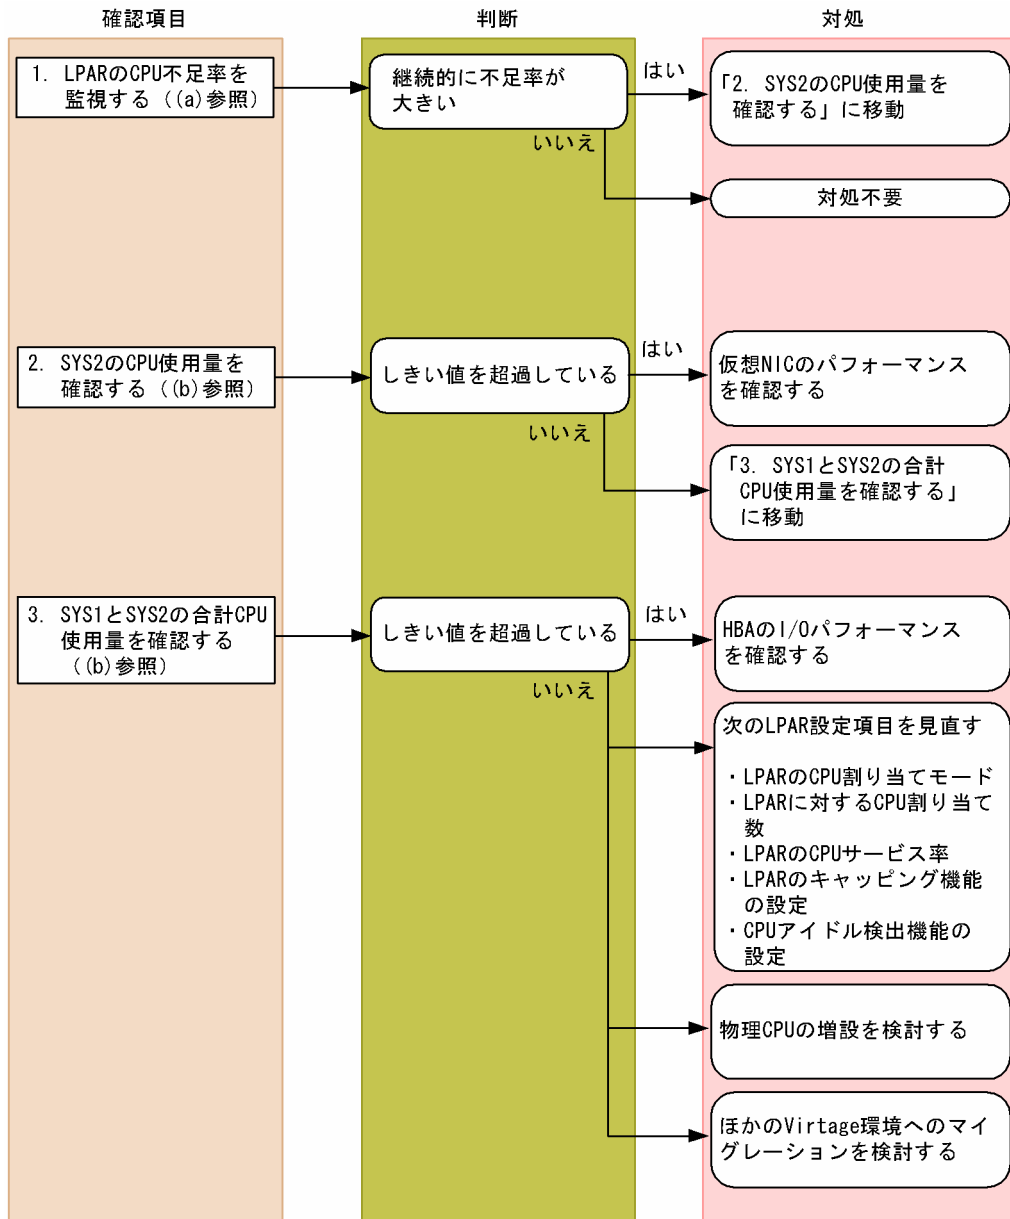 確認項目
判断
対処
1. LPARのCPU不足率を
監視する((a)参照)
継続的に不足率が
大きい
はい
「2. SYS2のCPU使用量を
確認する」に移動
いいえ
対処不要
2. SYS2のCPU使用量を
確認する((b)参照)
しきい値を超過している
はい
仮想NICのパフォーマンス
を確認する
いいえ
「3. SYS1とSYS2の合計
CPU使用量を確認する」
に移動
3. SYS1とSYS2の合計CPU
使用量を確認する
((b)参照)
しきい値を超過している
はい
HBAのI/Oパフォーマンス
を確認する
いいえ
次のLPAR設定項目を見直す
・LPARのCPU割り当てモード
・LPARに対するCPU割り当て
数
・LPARのCPUサービス率
・LPARのキャッピング機能
の設定
・CPUアイドル検出機能の
設定
物理CPUの増設を検討する
ほかのVirtage環境へのマイ
グレーションを検討する